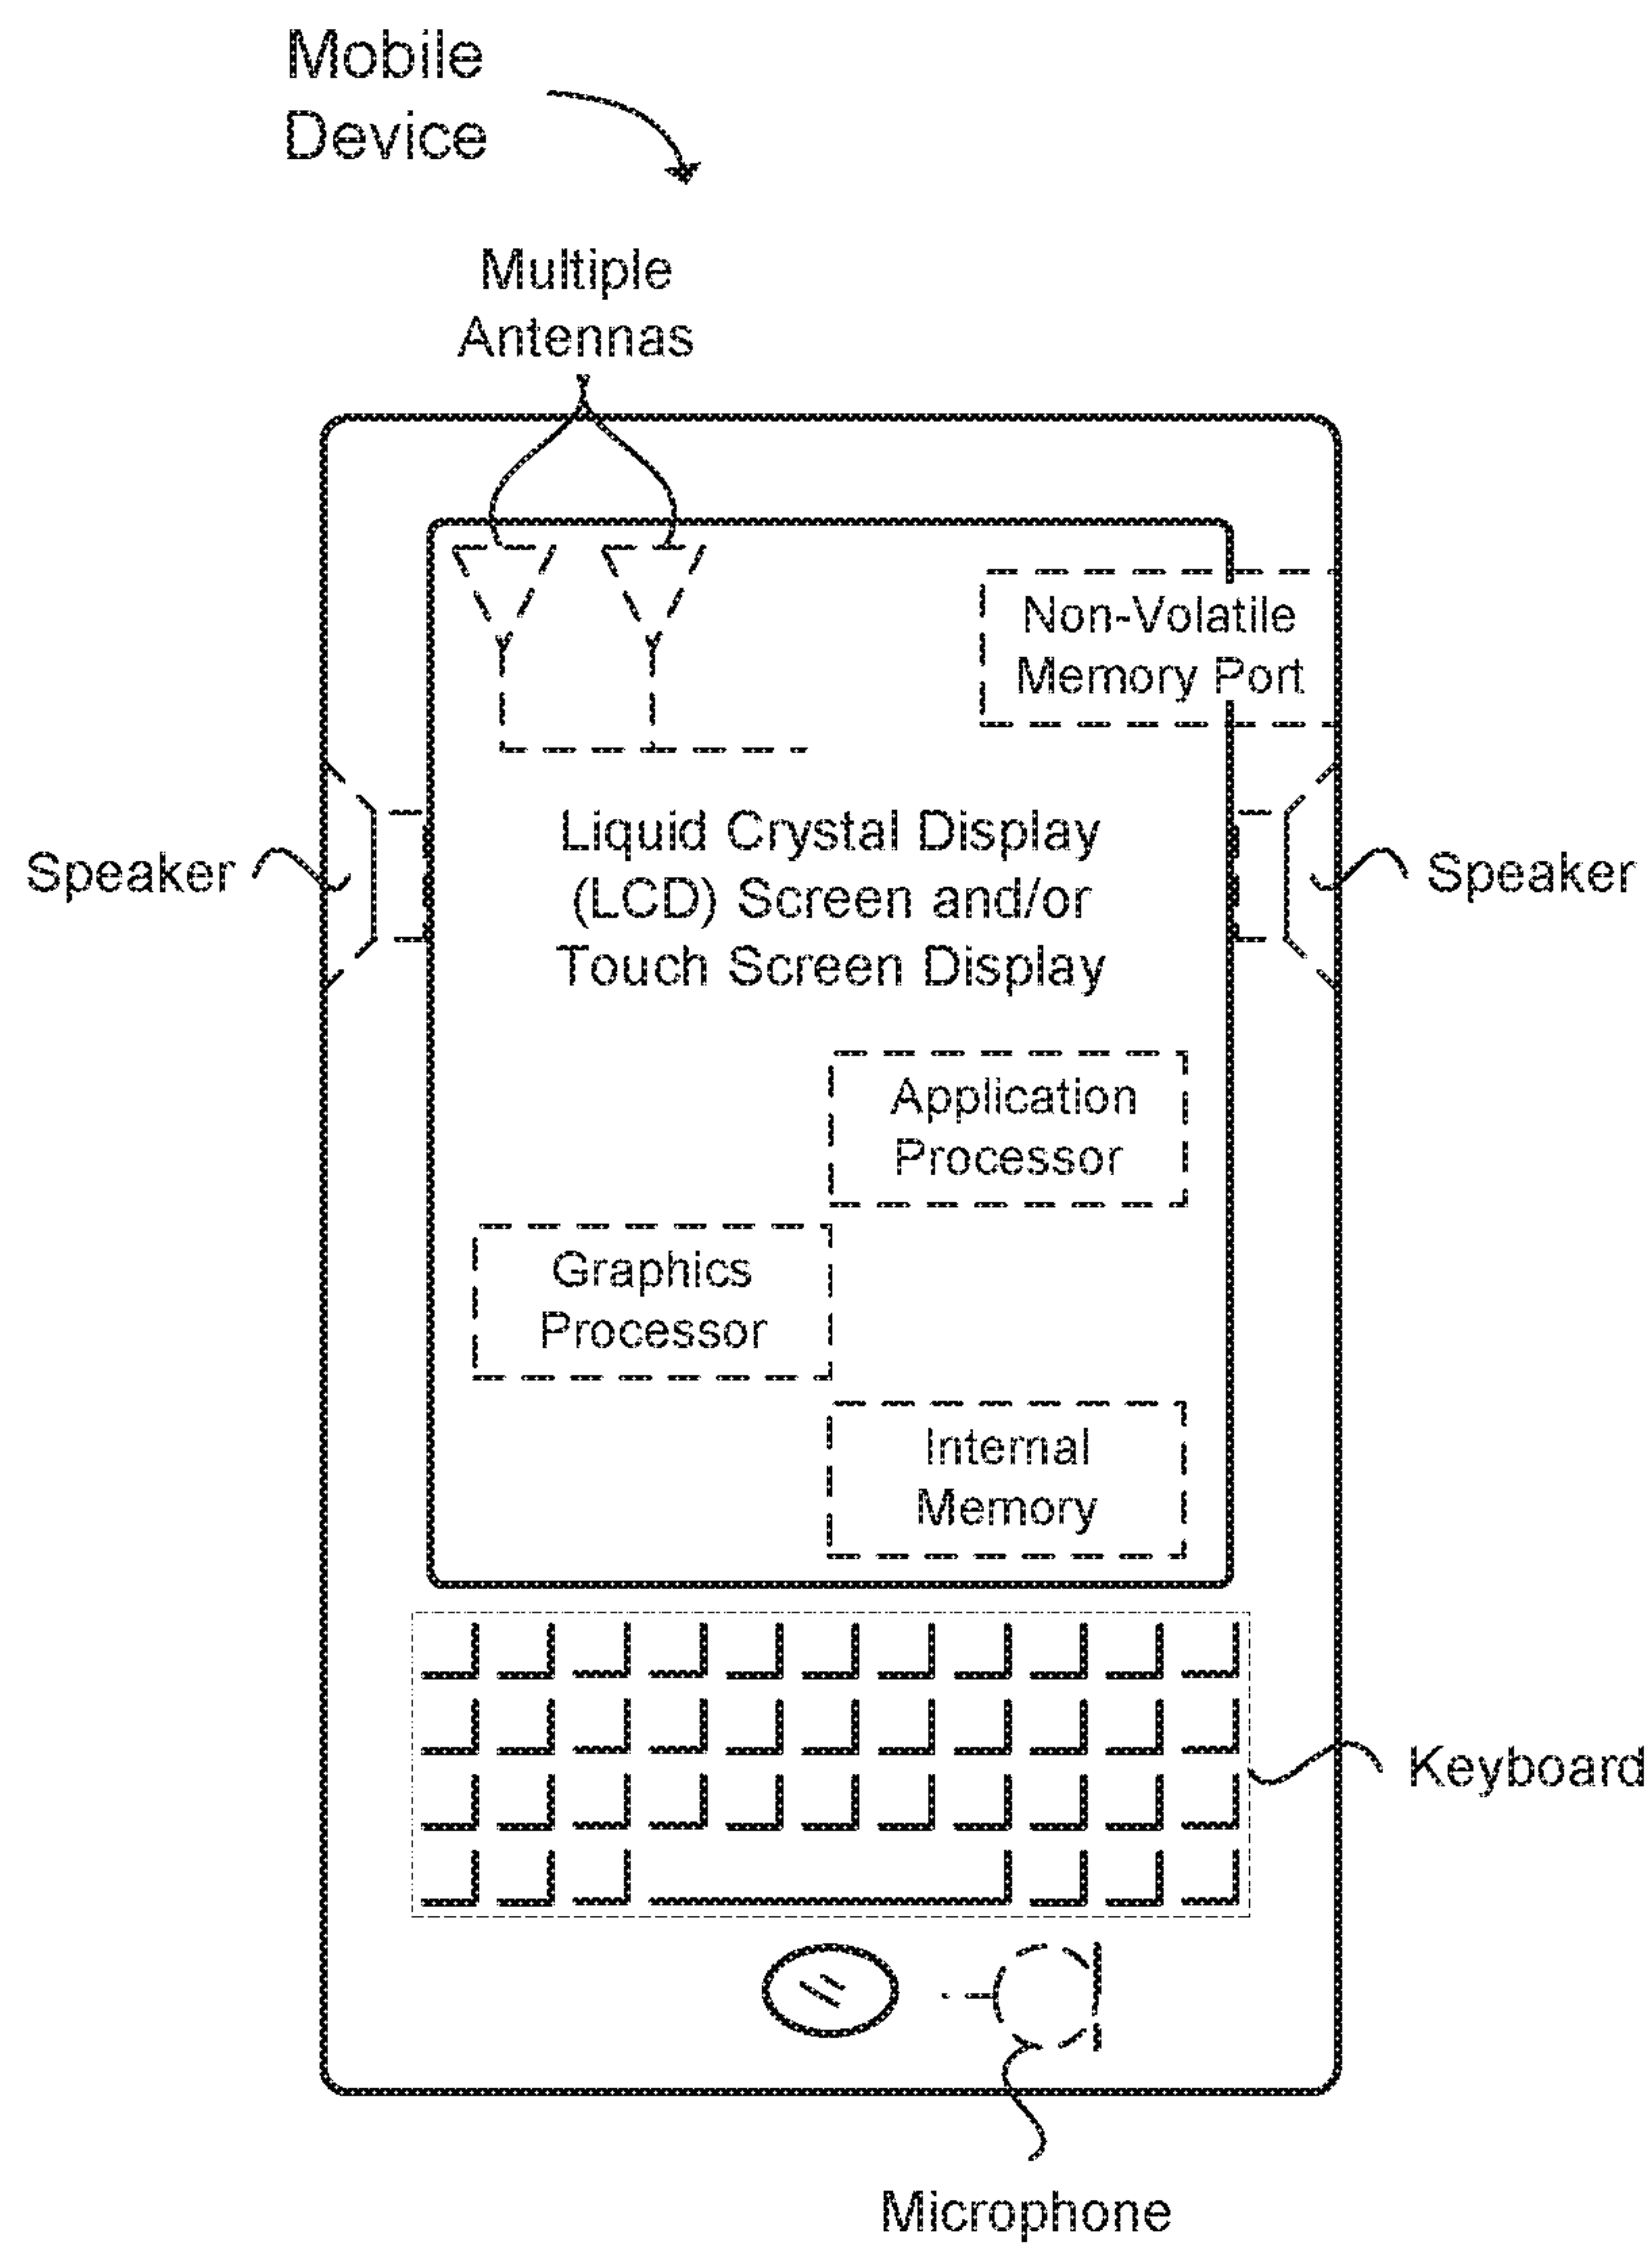 Mobile
Device
Multiple
Antennas
Non-Volatile
Memory Port
Speaker
Liquid Crystal Display
(LCD) Screen and/or
Touch Screen Display
Speaker
Application
Processor
Graphics
Processor
Internal
Memory
Keyboard
Microphone